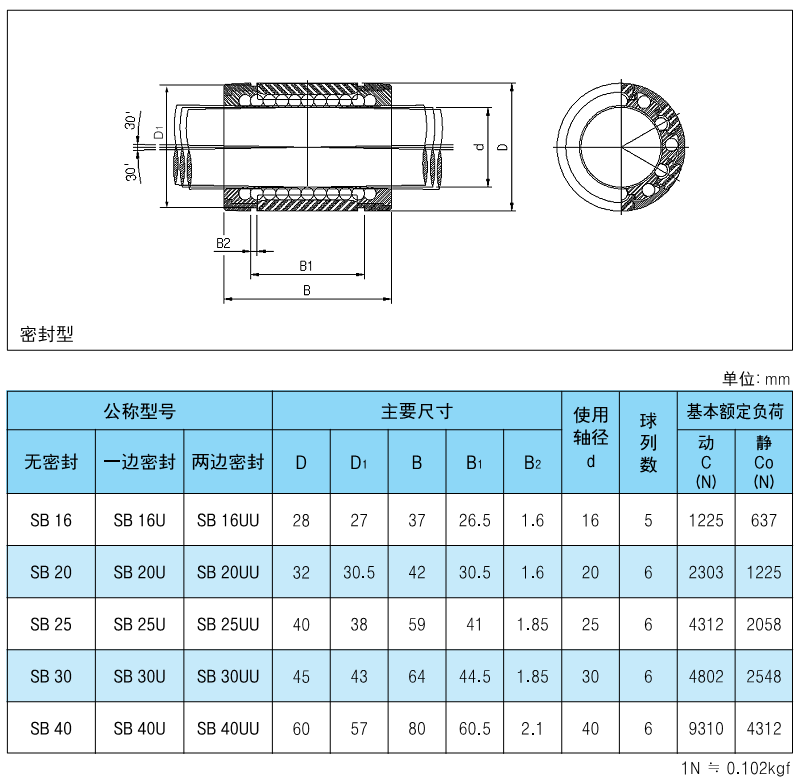 30'
30'
D1
d
D
B2
B1
B
密封型
单位: mm
公称型号 主要尺寸 使用轴径 d 球列数 基本额定负荷
无密封 一边密封 两边密封 D D1 B B1 B2 动 C (N) 静 Co (N)
SB 16 SB 16U SB 16UU 28 27 37 26.5 1.6 16 5 1225 637
SB 20 SB 20U SB 20UU 32 30.5 42 30.5 1.6 20 6 2303 1225
SB 25 SB 25U SB 25UU 40 38 59 41 1.85 25 6 4312 2058
SB 30 SB 30U SB 30UU 45 43 64 44.5 1.85 30 6 4802 2548
SB 40 SB 40U SB 40UU 60 57 80 60.5 2.1 40 6 9310 4312
1N ≒ 0.102kgf